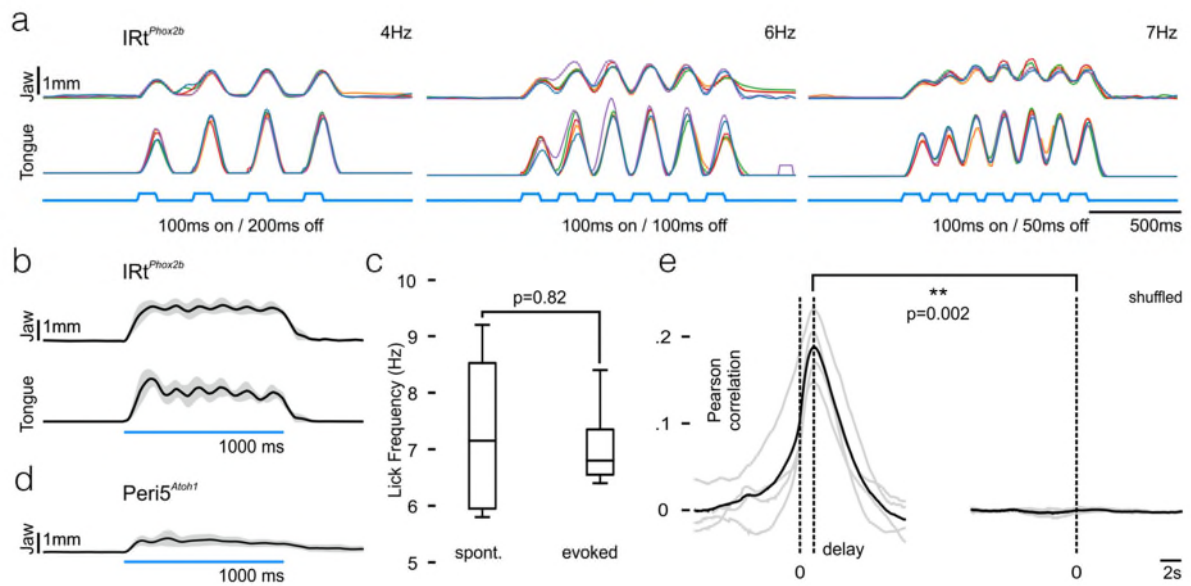 a
IRt^Phox2b
4Hz
6Hz
7Hz
Jaw
1mm
Tongue
100ms on / 200ms off
100ms on / 100ms off
100ms on / 50ms off
500ms
b
IRt^Phox2b
Jaw
1mm
Tongue
1000 ms
c
10
9
8
7
6
5
Lick Frequency (Hz)
p=0.82
spont.
evoked
d
Peri5^Atoh1
Jaw
1mm
1000 ms
e
**
p=0.002
shuffled
.2
.1
0
Pearson
correlation
delay
0
0
2s